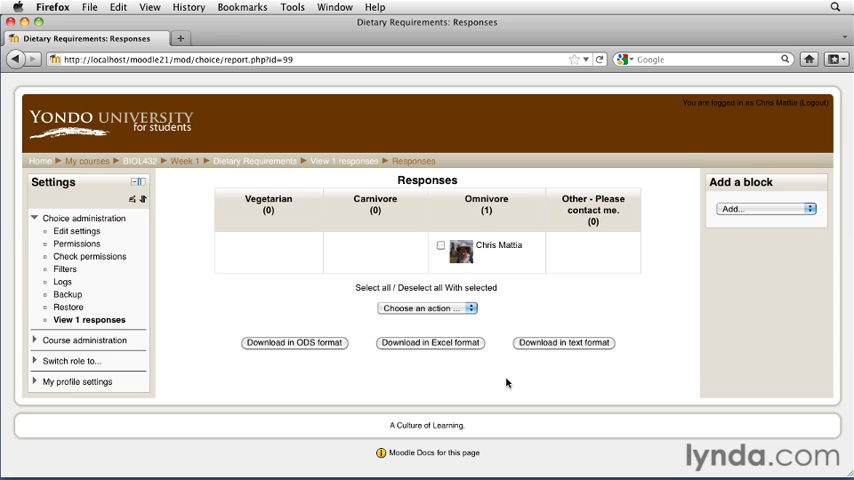 Firefox File Edit View History Bookmarks Tools Window Help
Dietary Requirements: Responses
Dietary Requirements: Responses
http://localhost/moodle21/mod/choice/report.php?id=99
Google
You are logged in as Chris Mattia (Logout)
YONDO UNIVERSITY
for students
Home ► My courses ► BIOL432 ► Week 1 ► Dietary Requirements ► View 1 responses ► Responses
Settings
Choice administration
Edit settings
Permissions
Check permissions
Filters
Logs
Backup
Restore
View 1 responses
Course administration
Switch role to...
My profile settings
Responses
Vegetarian
(0)
Carnivore
(0)
Omnivore
(1)
Other - Please
contact me.
(0)
Chris Mattia
Select all / Deselect all With selected
Choose an action ...
Download in ODS format
Download in Excel format
Download in text format
Add a block
Add...
A Culture of Learning.
Moodle Docs for this page
lynda.com